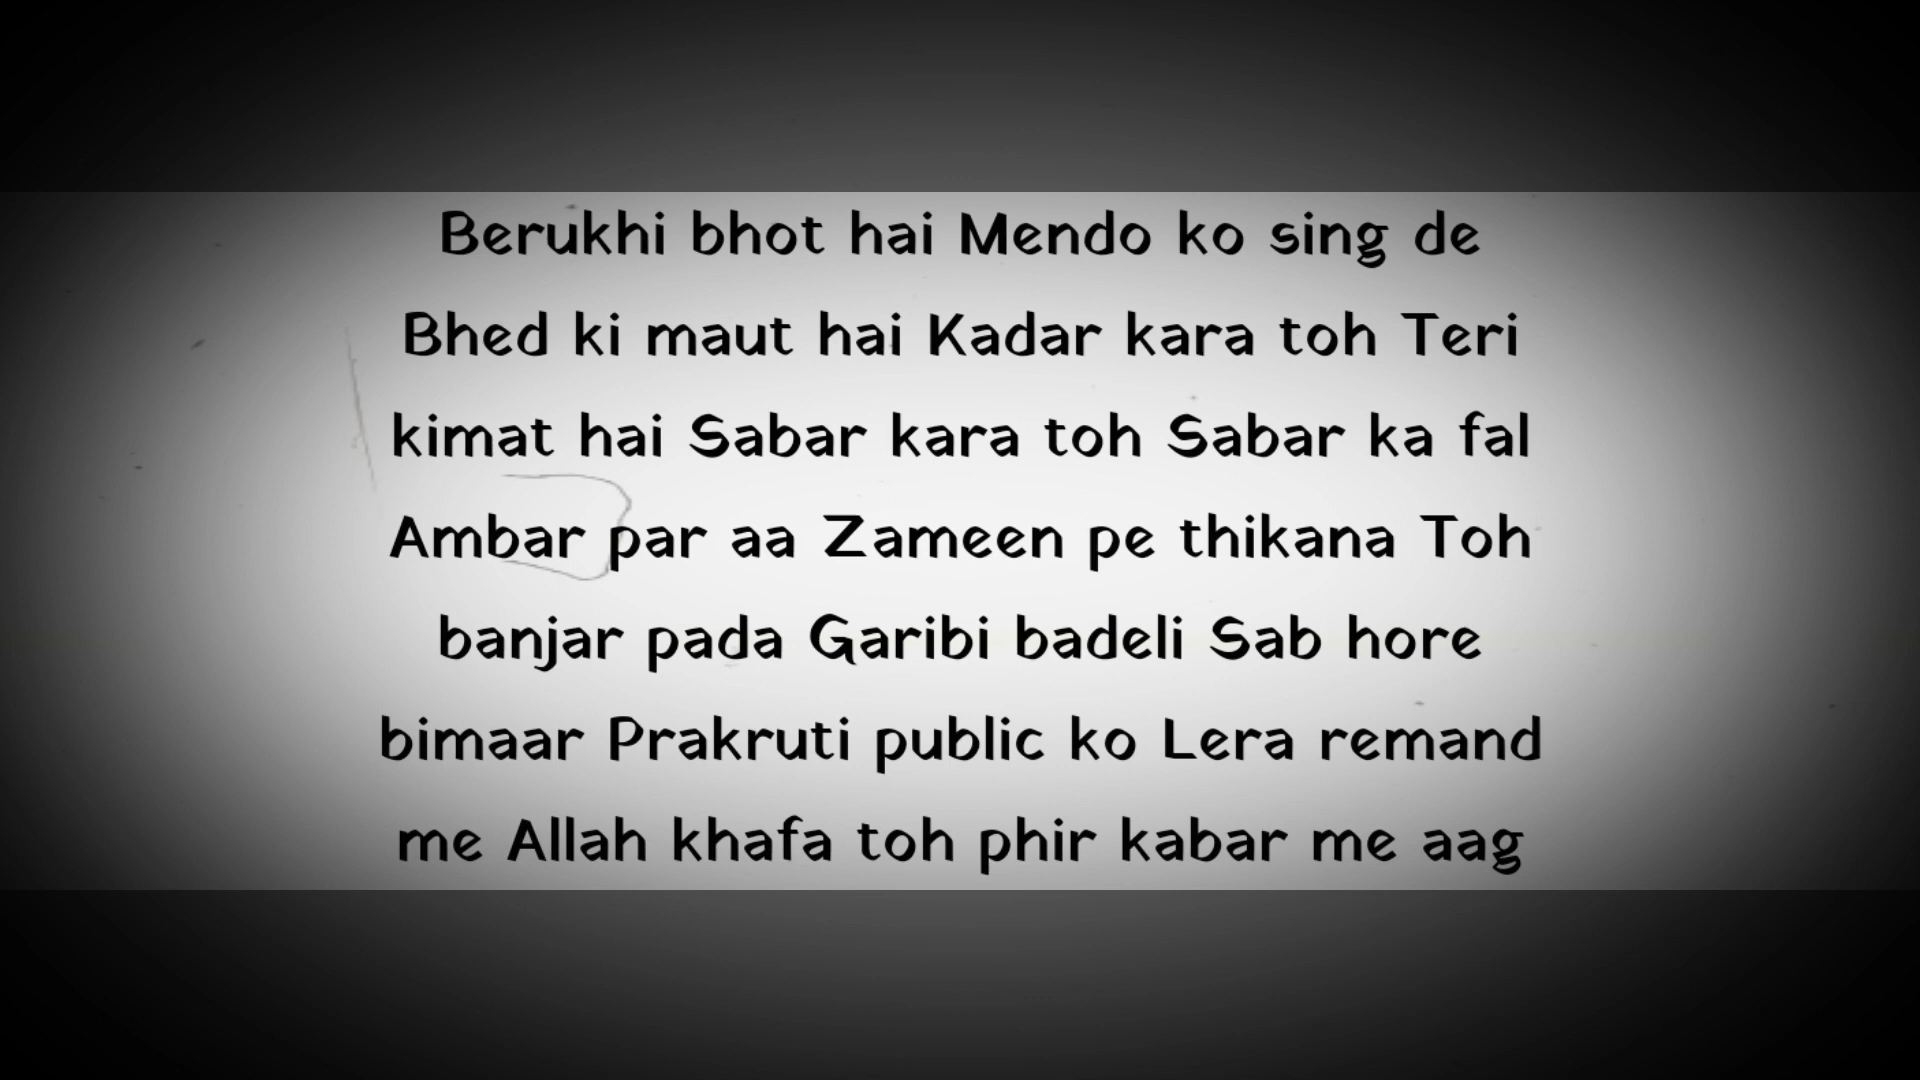 Berukhi bhot hai Mendo ko sing de
Bhed ki maut hai Kadar kara toh Teri
kimat hai Sabar kara toh Sabar ka fal
Ambar par aa Zameen pe thikana Toh
banjar pada Garibi badeli Sab hore
bimaar Prakruti public ko Lera remand
me Allah khafa toh phir kabar me aag